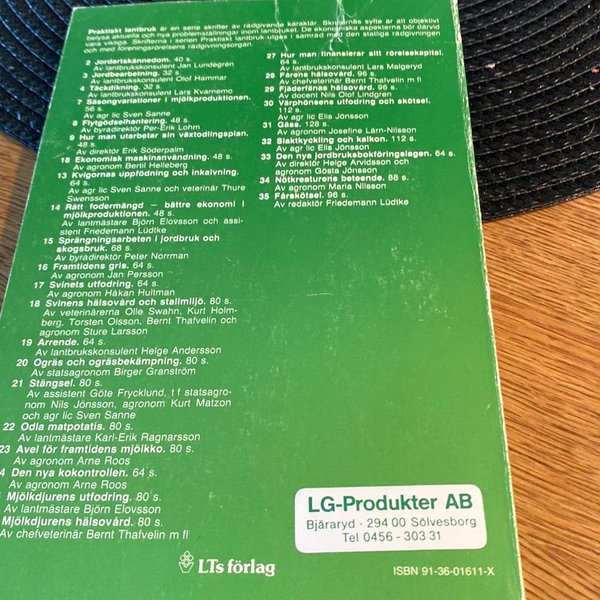 Praktiskt lantbruk är en serie skrifter av rådgivande karaktär. Skrifternas syfte är att objektivt
belysa aktuella och nya problemställningar inom lantbruket. De ekonomiska aspekterna bör därvid
vara viktiga. Skrifterna i serien Praktiskt lantbruk utges i samråd med den statliga rådgivningen
och med föreningsrörelsens rådgivningsorgan.
2 Jordartskännedom. 40 s.
Av lantbrukskonsulent Jan Lundegren
3 Jordbearbetning. 32 s.
Av lantbrukskonsulent Olof Hammar
4 Täckdikning. 32 s.
Av lantbrukskonsulent Lars Kvarnemo
7 Säsongvariationer i mjölkproduktionen.
56 s.
Av agr lic Sven Sanne
8 Flytgödselhantering. 48 s.
Av byrådirektör Per-Erik Lohm
9 Hur man utarbetar sin växtodlingsplan.
48 s.
Av direktör Erik Söderpalm
18 Ekonomisk maskinanvändning. 48 s.
Av agronom Bertil Helleberg
13 Kvigornas uppfödning och inkalvning.
64 s.
Av agr lic Sven Sanne och veterinär Thure
Swensson
14 Rätt fodermängd – bättre ekonomi i
mjölkproduktionen. 48 s.
Av lantmästare Björn Elovsson och assi-
stent Friedemann Lüdtke
15 Sprängningsarbeten i jordbruk och
skogsbruk. 68 s.
Av byrådirektör Peter Norrman
16 Framtidens gris. 64 s.
Av agronom Jan Persson
17 Svinets utfodring. 64 s.
Av agronom Håkan Hultman
18 Svinens hälsovård och stallmiljö. 80 s.
Av veterinärerna Olle Swahn, Kurt Holm-
berg, Torsten Olsson, Bernt Thafvelin och
agronom Sture Larsson
19 Arrende. 64 s.
Av lantbrukskonsulent Helge Andersson
20 Ogräs och ogräsbekämpning. 80 s.
Av statsagronom Birger Granström
21 Stängsel. 80 s.
Av assistent Göte Frycklund, t f statsagro-
nom Nils Jönsson, agronom Kurt Matzon
och agr lic Sven Sanne
22 Odla matpotatis. 80 s.
Av lantmästare Karl-Erik Ragnarsson
23 Avel för framtidens mjölkko. 80 s.
Av agronom Arne Roos
4 Den nya kokontrollen. 64 s.
Av agronom Arne Roos
Mjölkdjurens utfodring. 80 s.
Av lantmästare Björn Elovsson
Mjölkdjurens hälsovård. 80 s.
Av chefveterinär Bernt Thafvelin m fl
27 Hur man finansierar sitt rörelsekapital.
64 s.
Av lantbrukskonsulent Lars Malgeryd
28 Fårens hälsovård. 96 s.
Av chefveterinär Bernt Thafvelin m fl
29 Fjäderfänas hälsovård. 96 s.
Av docent Nils Olof Lindgren
30 Värphönsens utfodring och skötsel.
112 s.
Av agr lic Elis Jönsson
31 Gäss. 128 s.
Av agronom Josefine Lärn-Nilsson
32 Slaktkyckling och kalkon. 112 s.
Av agr lic Elis Jönsson
33 Den nya jordbruksbokföringslagen. 64 s.
Av direktör Helge Arvidsson och
agronom Gösta Jönsson
34 Nötkreaturens beteende. 88 s.
Av agronom Maria Nilsson
35 Fårskötsel. 96 s.
Av redaktör Friedemann Lüdtke
LG-Produkter AB
Bjäraryd - 294 00 Sölvesborg
Tel 0456 - 303 31
LTs förlag
ISBN 91-36-01611-X